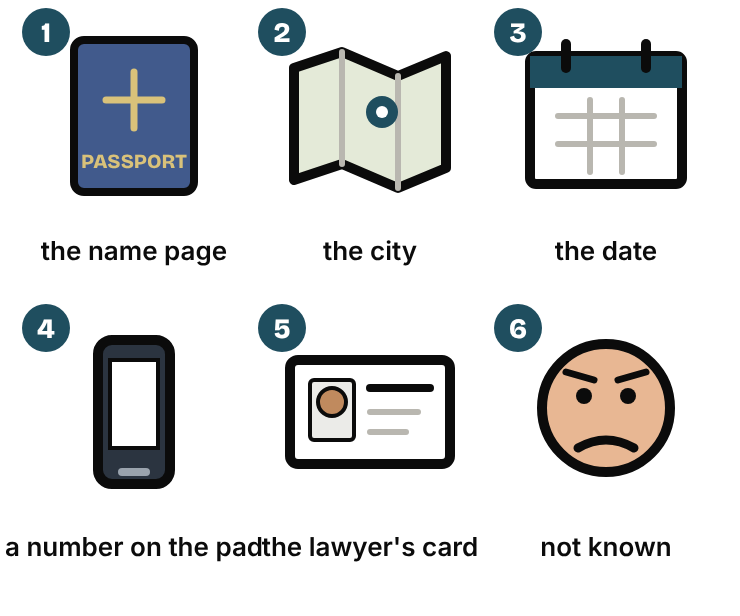 1
2
3
PASSPORT
the name page
the city
the date
4
5
6
a number on the pad
the lawyer's card
not known